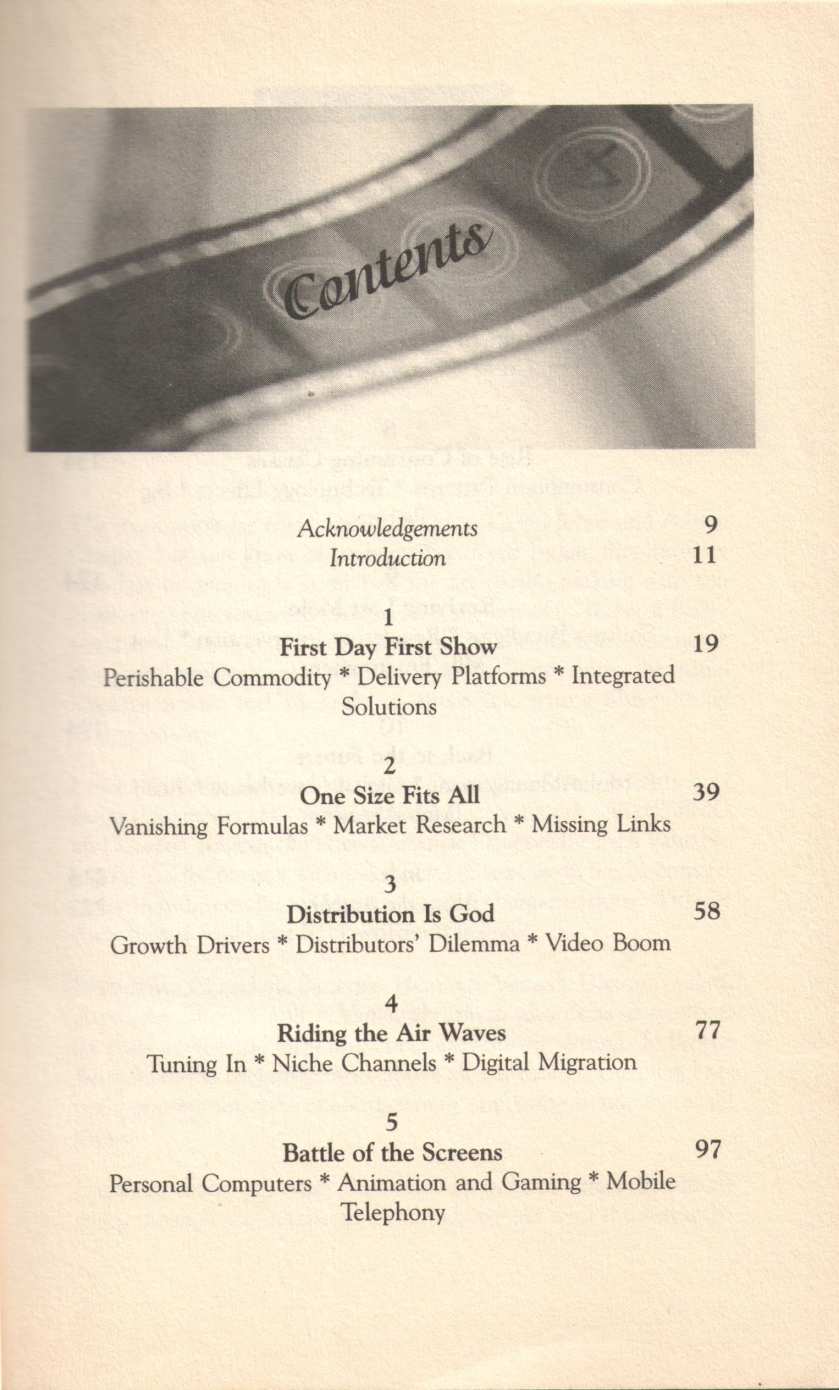 Contents
Acknowledgements 9
Introduction 11
1
First Day First Show 19
Perishable Commodity * Delivery Platforms * Integrated
Solutions
2
One Size Fits All 39
Vanishing Formulas * Market Research * Missing Links
3
Distribution Is God 58
Growth Drivers * Distributors' Dilemma * Video Boom
4
Riding the Air Waves 77
Tuning In * Niche Channels * Digital Migration
5
Battle of the Screens 97
Personal Computers * Animation and Gaming * Mobile
Telephony